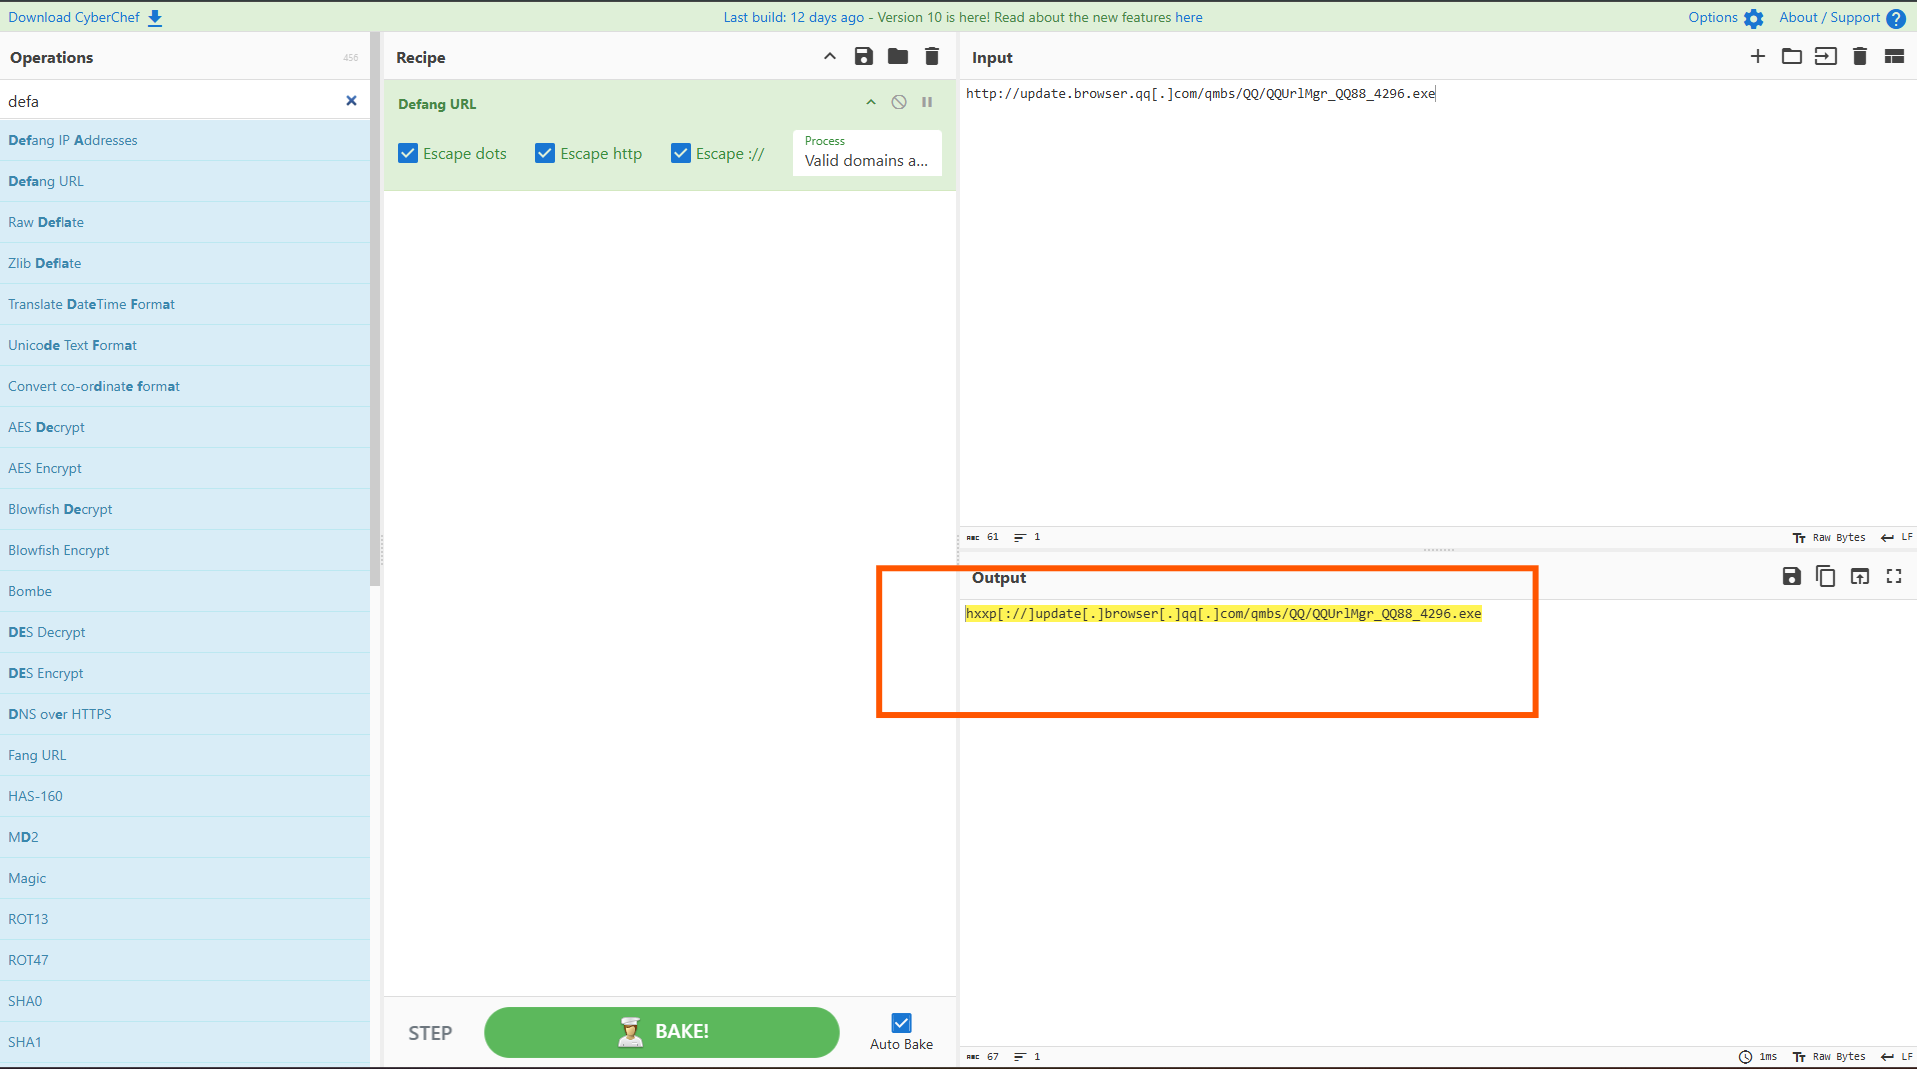 Download CyberChef
Last build: 12 days ago - Version 10 is here! Read about the new features here
Options
About / Support
Operations
456
defa
Defang IP Addresses
Defang URL
Raw Deflate
Zlib Deflate
Translate DateTime Format
Unicode Text Format
Convert co-ordinate format
AES Decrypt
AES Encrypt
Blowfish Decrypt
Blowfish Encrypt
Bombe
DES Decrypt
DES Encrypt
DNS over HTTPS
Fang URL
HAS-160
MD2
Magic
ROT13
ROT47
SHA0
SHA1
Recipe
Defang URL
Escape dots
Escape http
Escape ://
Process
Valid domains a...
STEP
BAKE!
Auto Bake
Input
http://update.browser.qq[.]com/qmbs/QQ/QQUrlMgr_QQ88_4296.exe
ABC 61 1
Raw Bytes LF
Output
hxxp[://]update[.]browser[.]qq[.]com/qmbs/QQ/QQUrlMgr_QQ88_4296.exe
ABC 67 1
1ms Raw Bytes LF